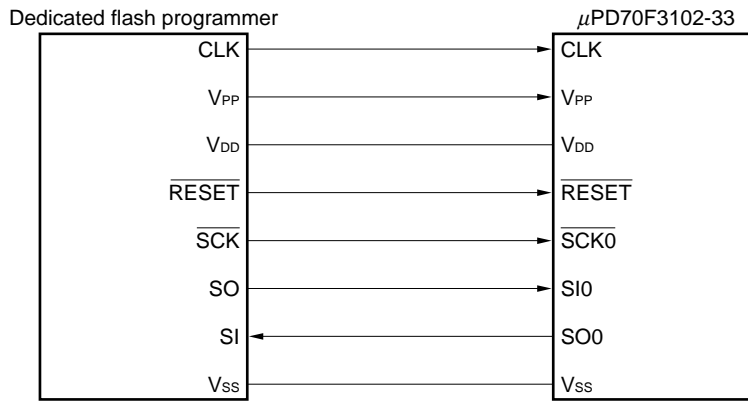 Dedicated flash programmer μPD70F3102-33
CLK CLK
VPP VPP
VDD VDD
RESET RESET
SCK SCK0
SO SI0
SI SO0
VSS VSS